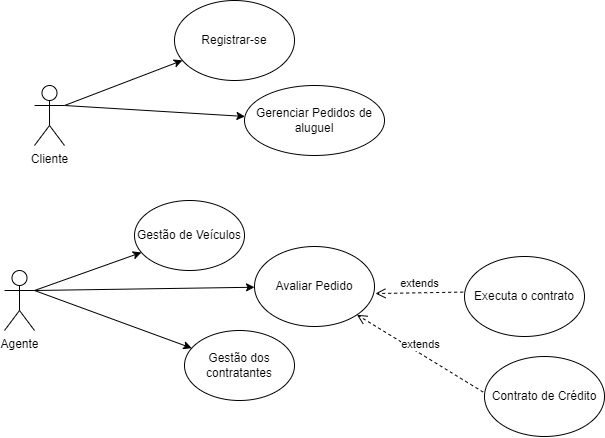 Registrar-se
Gerenciar Pedidos de
aluguel
Cliente
Gestão de Veículos
Avaliar Pedido
extends
Executa o contrato
Agente
extends
Gestão dos
contratantes
Contrato de Crédito